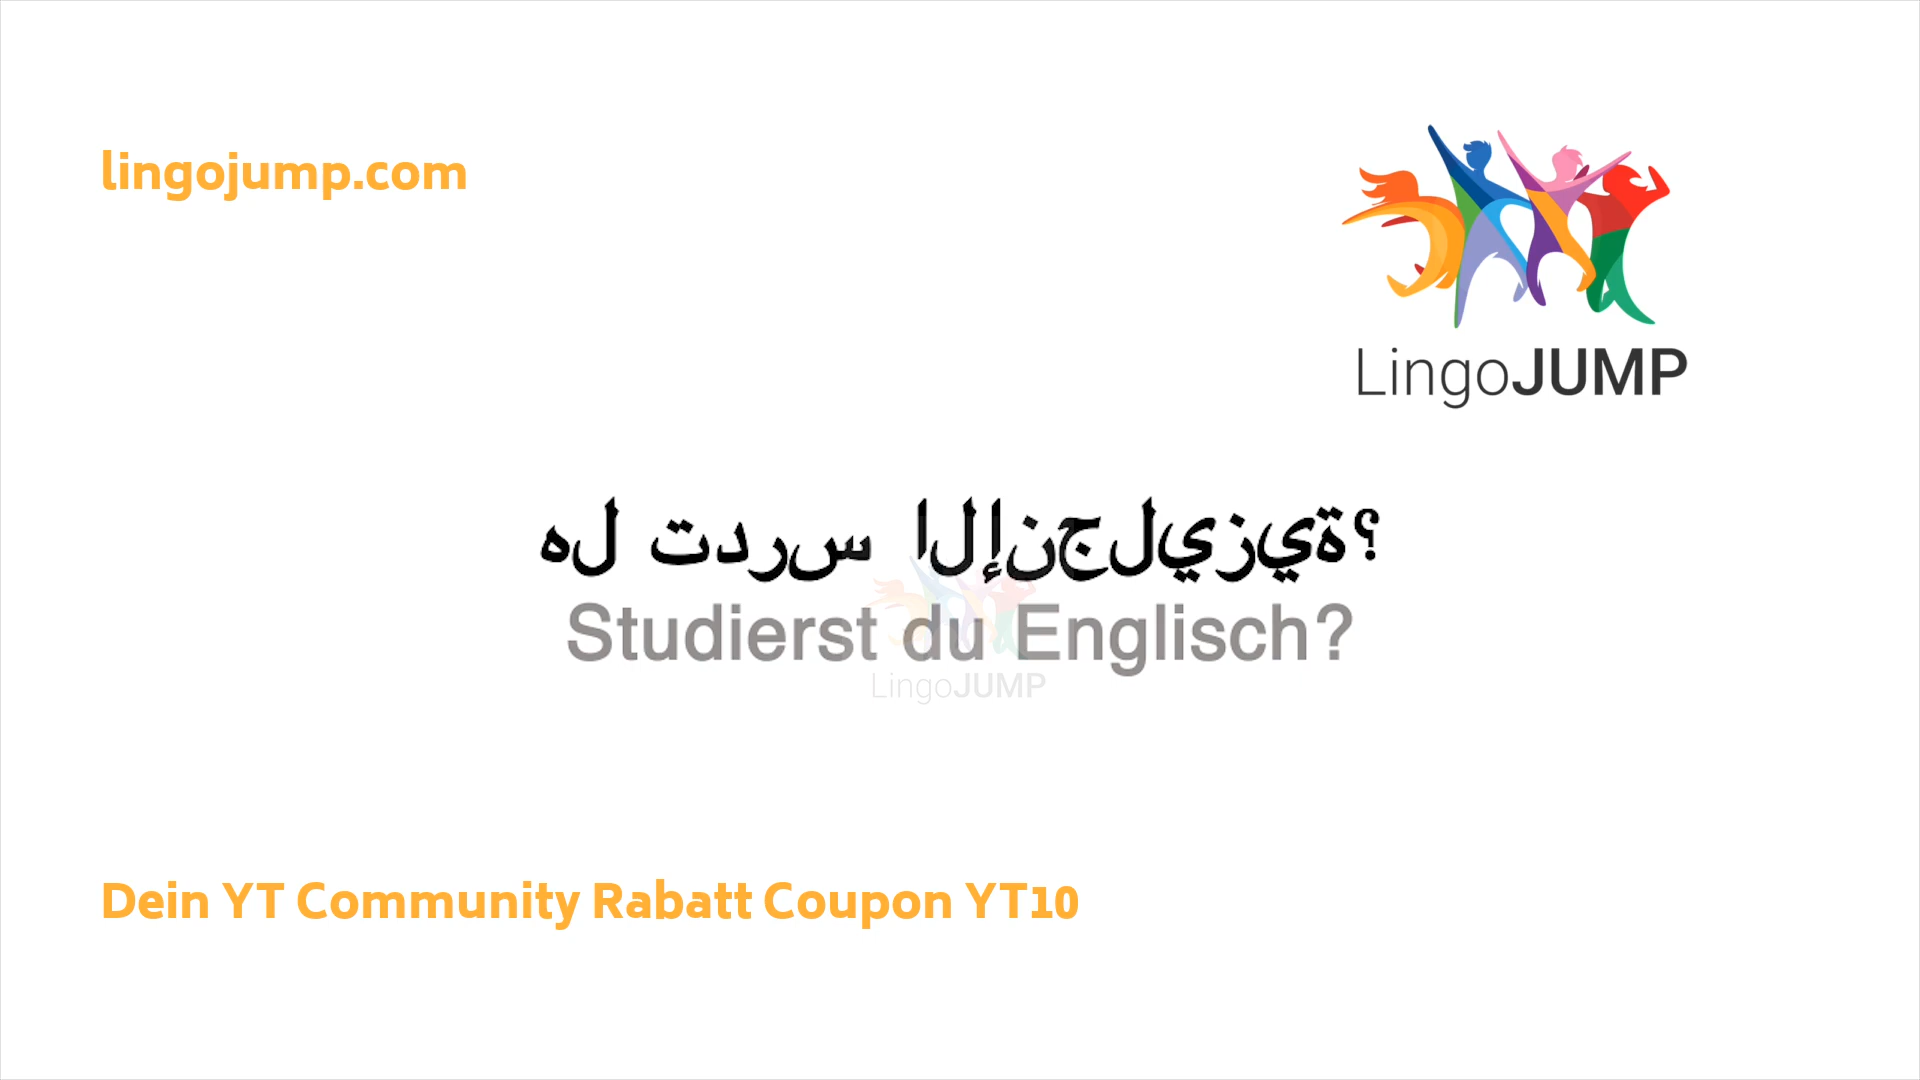 lingojump.com
LingoJUMP
هل تدرس الإنجليزية؟
Studierst du Englisch?
LingoJUMP
Dein YT Community Rabatt Coupon YT10